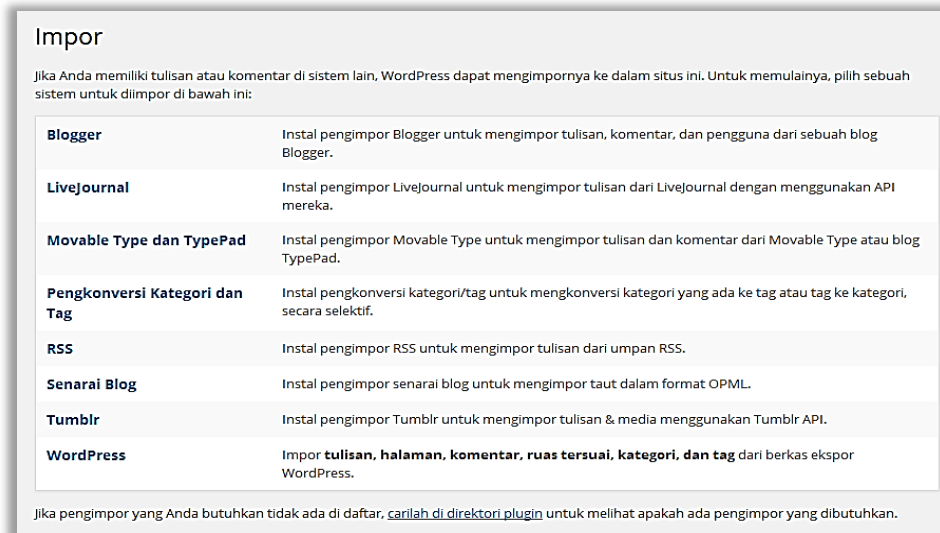 Impor
Jika Anda memiliki tulisan atau komentar di sistem lain, WordPress dapat mengimpornya ke dalam situs ini. Untuk memulainya, pilih sebuah
sistem untuk diimpor di bawah ini:
Blogger
Instal pengimpor Blogger untuk mengimpor tulisan, komentar, dan pengguna dari sebuah blog
Blogger.
LiveJournal
Instal pengimpor LiveJournal untuk mengimpor tulisan dari LiveJournal dengan menggunakan API
mereka.
Movable Type dan TypePad
Instal pengimpor Movable Type untuk mengimpor tulisan dan komentar dari Movable Type atau blog
TypePad.
Pengkonversi Kategori dan
Tag
Instal pengkonversi kategori/tag untuk mengkonversi kategori yang ada ke tag atau tag ke kategori,
secara selektif.
RSS
Instal pengimpor RSS untuk mengimpor tulisan dari umpan RSS.
Senarai Blog
Instal pengimpor senarai blog untuk mengimpor taut dalam format OPML.
Tumblr
Instal pengimpor Tumblr untuk mengimpor tulisan & media menggunakan Tumblr API.
WordPress
Impor tulisan, halaman, komentar, ruas tersuai, kategori, dan tag dari berkas ekspor
WordPress.
Jika pengimpor yang Anda butuhkan tidak ada di daftar, carilah di direktori plugin untuk melihat apakah ada pengimpor yang dibutuhkan.